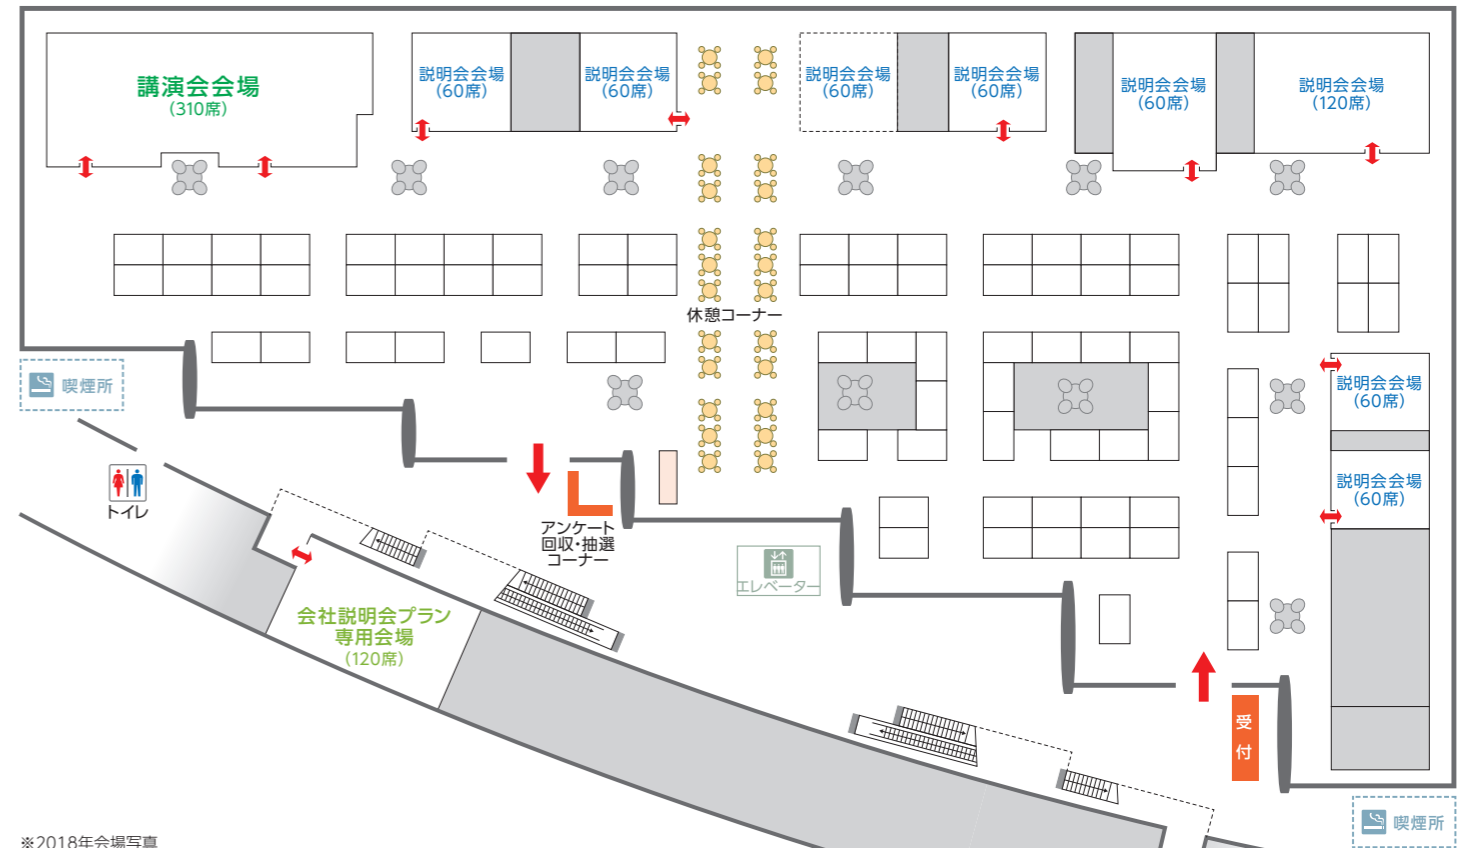 講演会会場
(310席)
説明会会場
(60席)
説明会会場
(60席)
説明会会場
(60席)
説明会会場
(60席)
説明会会場
(60席)
説明会会場
(120席)
休憩コーナー
喫煙所
トイレ
アンケート
回収・抽選
コーナー
エレベーター
説明会会場
(60席)
説明会会場
(60席)
会社説明会プラン
専用会場
(120席)
受
付
喫煙所
※2018年会場写真